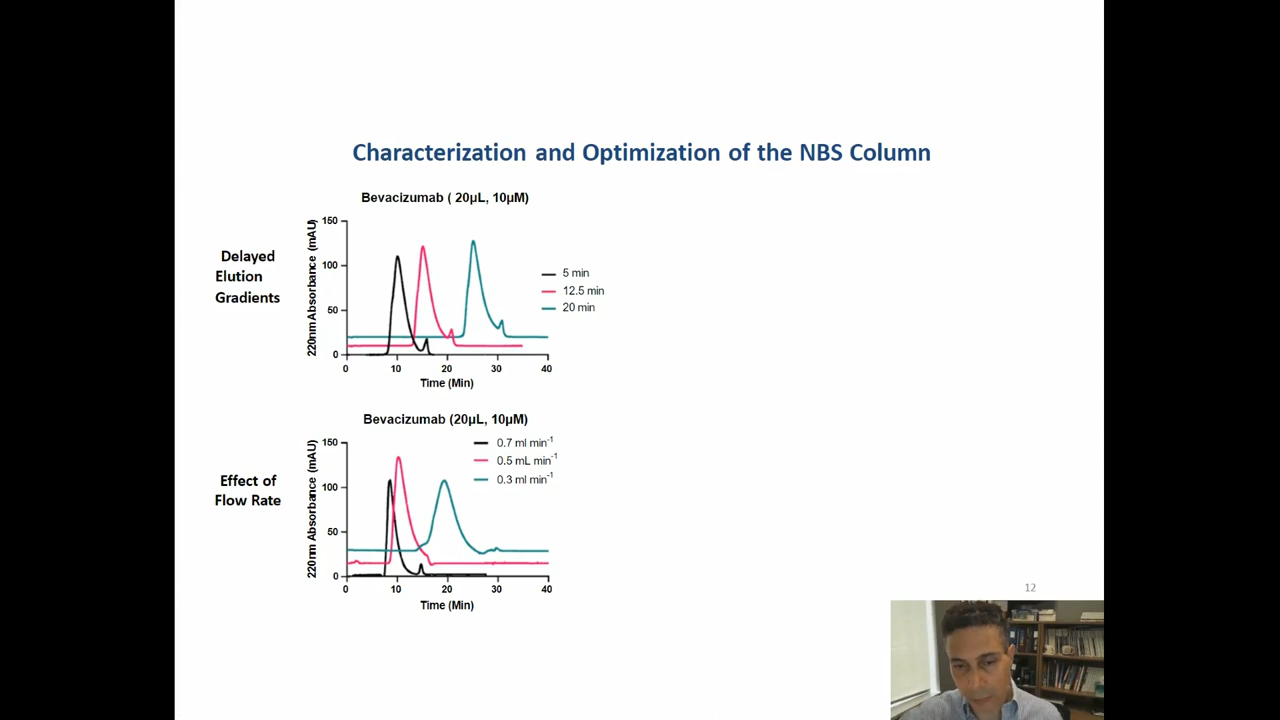 Characterization and Optimization of the NBS Column
Bevacizumab ( 20µL, 10µM)
Delayed
Elution
Gradients
220nm Absorbance (mAU)
150
100
50
0
0 10 20 30 40
Time (Min)
5 min
12.5 min
20 min
Bevacizumab (20µL, 10µM)
Effect of
Flow Rate
220nm Absorbance (mAU)
150
100
50
0
0 10 20 30 40
Time (Min)
0.7 ml min⁻¹
0.5 mL min⁻¹
0.3 ml min⁻¹
12